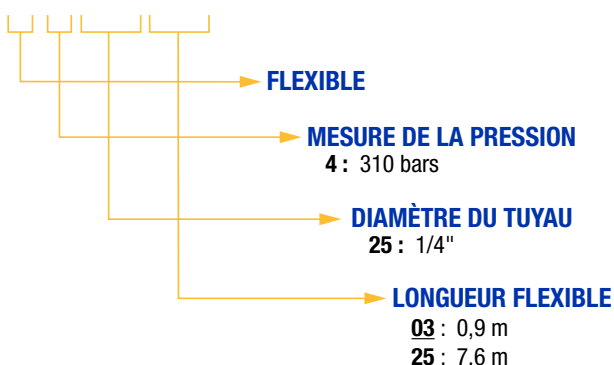 FLEXIBLE
MESURE DE LA PRESSION
4 : 310 bars
DIAMÈTRE DU TUYAU
25 : 1/4"
LONGUEUR FLEXIBLE
03 : 0,9 m
25 : 7,6 m